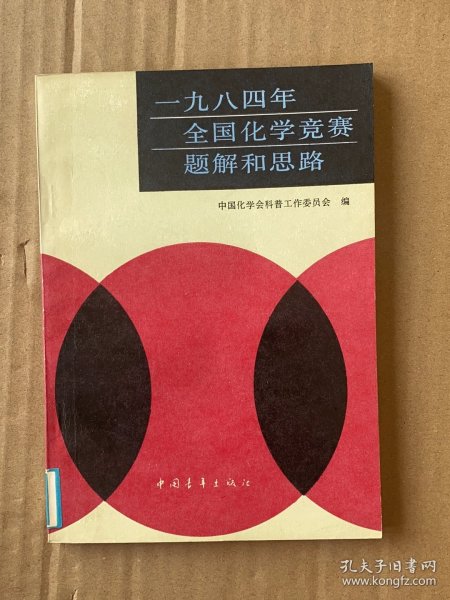 一九八四年
全国化学竞赛
题解和思路
中国化学会科普工作委员会 编
中国青年出版社
孔夫子旧书网
www.kongfz.com